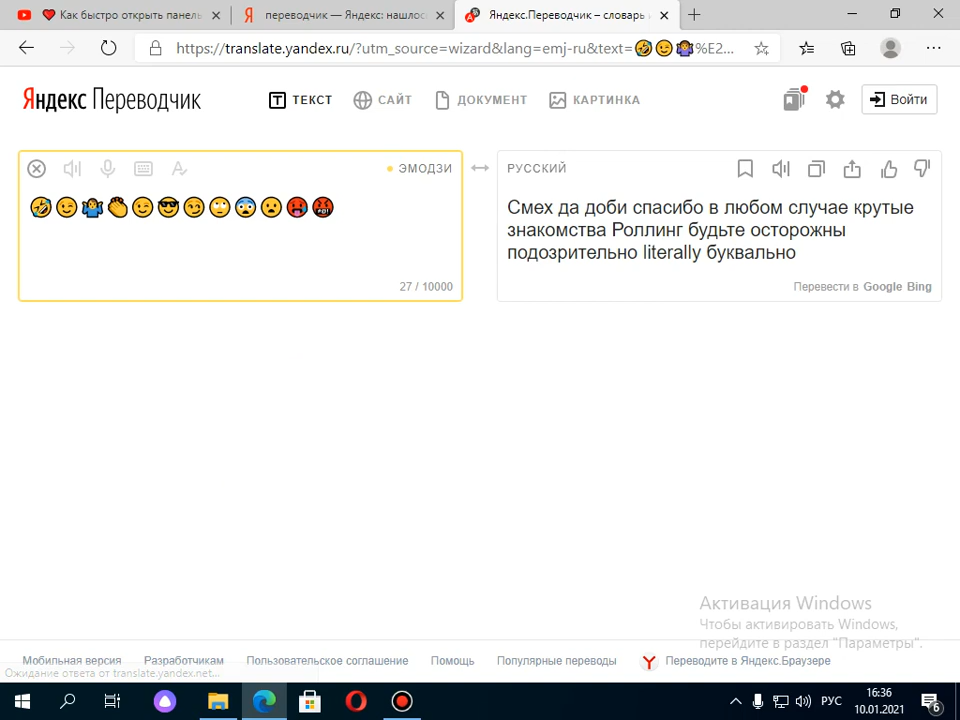 ❤️ Как быстро открыть панель
переводчик — Яндекс: нашлос
Яндекс.Переводчик – словарь
https://translate.yandex.ru/?utm_source=wizard&lang=emj-ru&text=🤣😉🤷‍♀️%E2...
Яндекс Переводчик
ТЕКСТ
САЙТ
ДОКУМЕНТ
КАРТИНКА
Войти
ЭМОДЗИ
🤣😉🤷‍♂️👏😉😎😏🙄😨😦🥵🤬
27 / 10000
РУССКИЙ
Смех да доби спасибо в любом случае крутые
знакомства Роллинг будьте осторожны
подозрительно literally буквально
Перевести в Google Bing
Активация Windows
Чтобы активировать Windows,
перейдите в раздел "Параметры".
Мобильная версия
Разработчикам
Пользовательское соглашение
Помощь
Популярные переводы
Переводите в Яндекс.Браузере
Ожидание ответа от translate.yandex.net...
РУС
16:36
10.01.2021
6